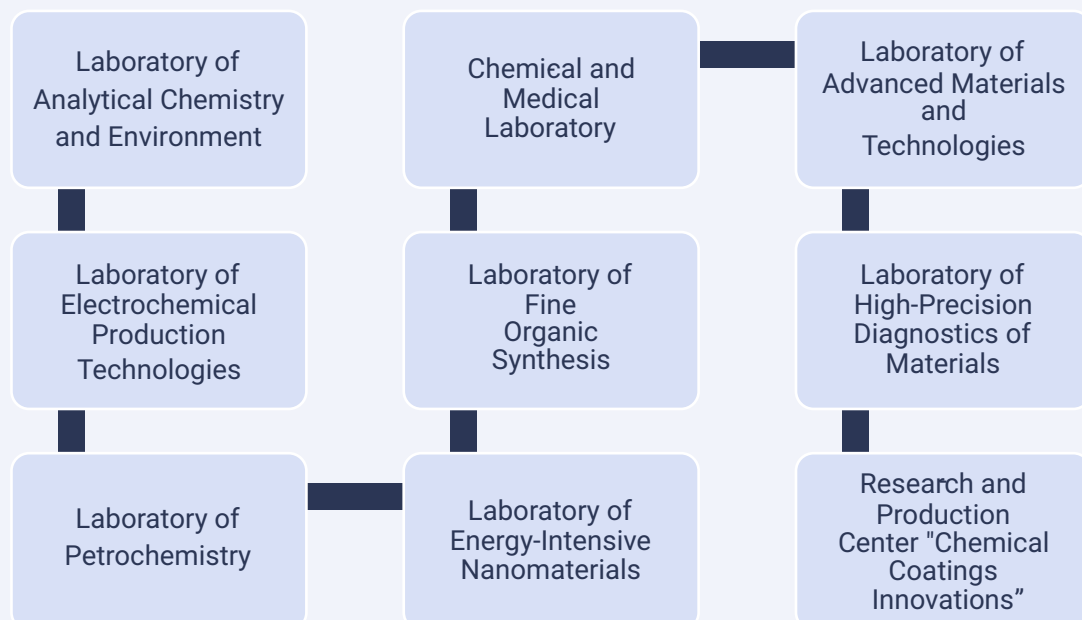 Laboratory of
Analytical Chemistry
and Environment
Laboratory of
Electrochemical
Production
Technologies
Laboratory of
Petrochemistry
Laboratory of
Energy-Intensive
Nanomaterials
Laboratory of
Fine
Organic
Synthesis
Chemical and
Medical
Laboratory
Laboratory of
Advanced Materials
and
Technologies
Laboratory of
High-Precision
Diagnostics of
Materials
Research and
Production
Center "Chemical
Coatings
Innovations”